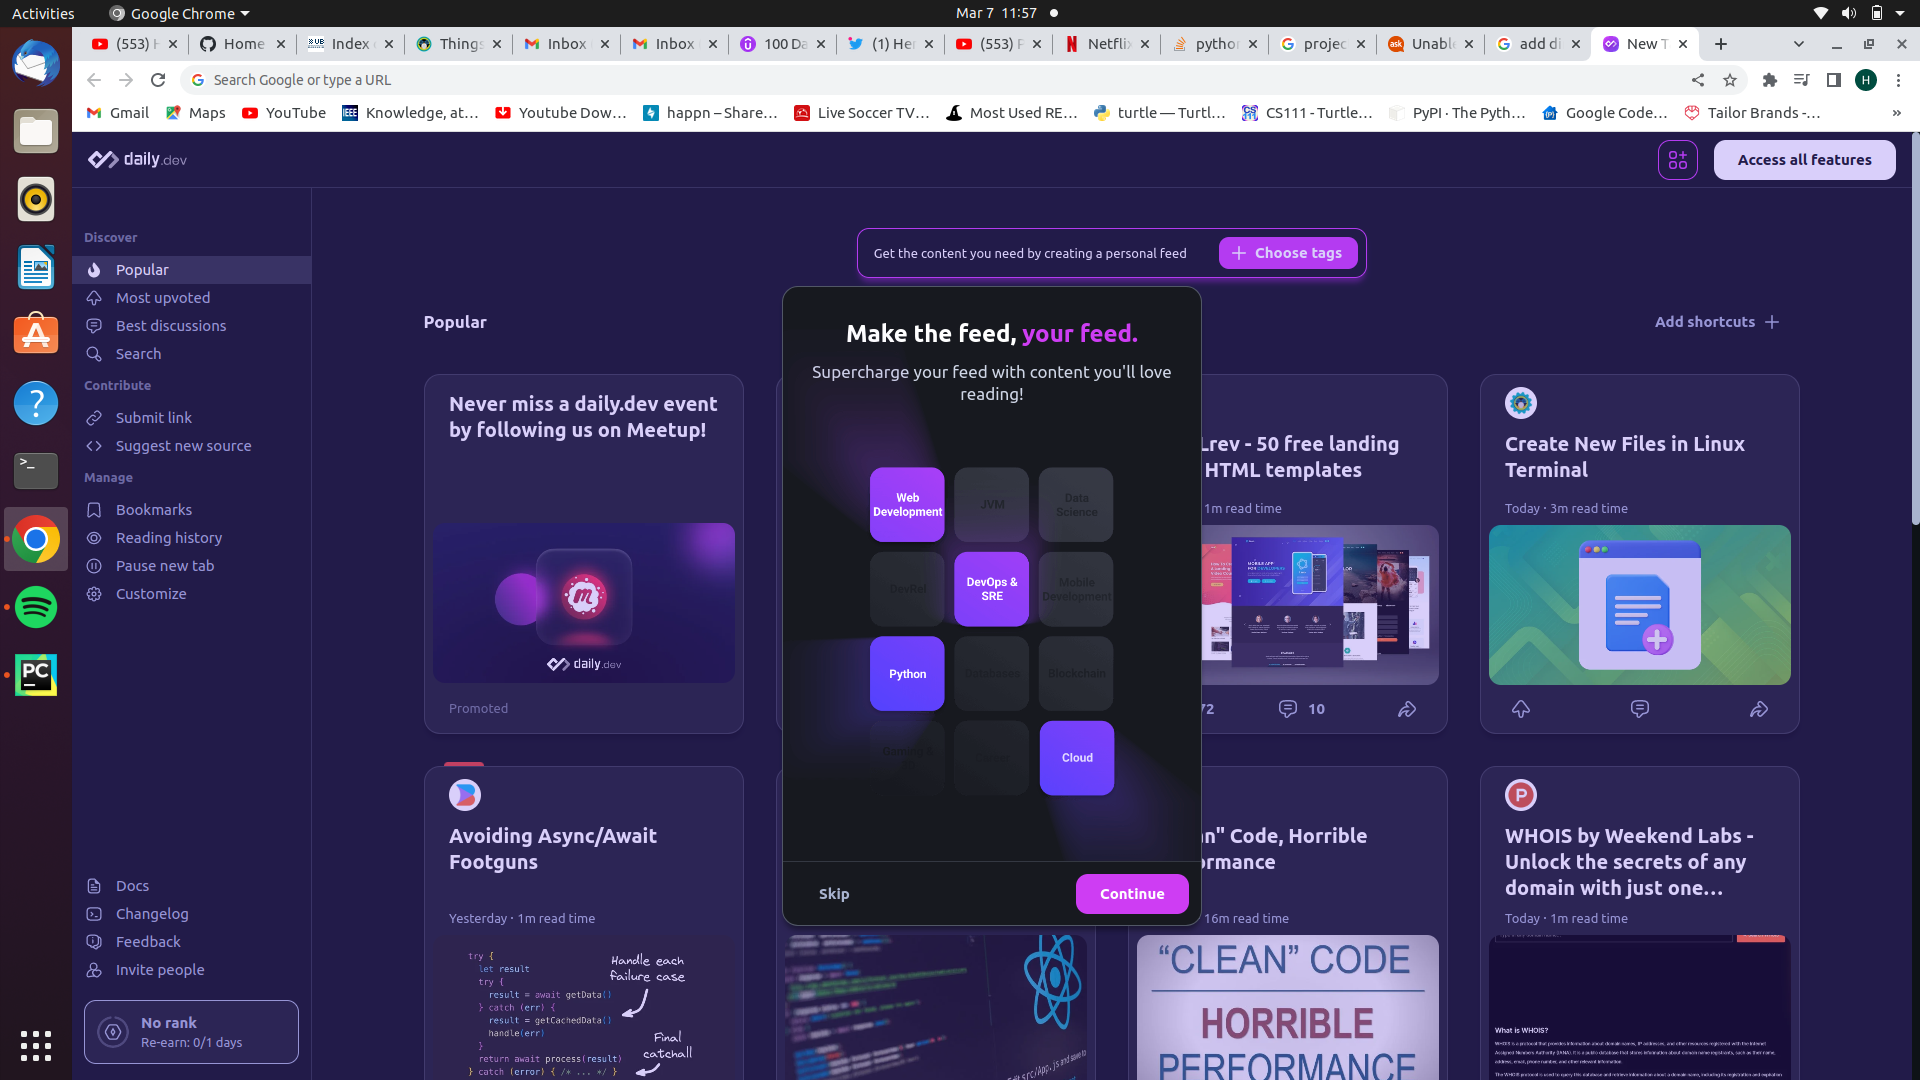 Activities
Google Chrome
Mar 7 11:57
(553) H
Home
Index
Things
Inbox
Inbox
100 Da
(1) Her
(553) F
Netflix
python
projec
Unabl
add di
New T
Search Google or type a URL
Gmail
Maps
YouTube
Knowledge, at…
Youtube Dow…
happn – Share…
Live Soccer TV…
Most Used RE…
turtle — Turtl…
CS111 - Turtle…
PyPI · The Pyth…
Google Code…
Tailor Brands -…
»
daily.dev
Access all features
Get the content you need by creating a personal feed
Choose tags
Discover
Popular
Most upvoted
Best discussions
Search
Contribute
Submit link
Suggest new source
Manage
Bookmarks
Reading history
Pause new tab
Customize
Docs
Changelog
Feedback
Invite people
No rank
Re-earn: 0/1 days
Popular
Add shortcuts
Never miss a daily.dev event
by following us on Meetup!
daily.dev
Promoted
Make the feed, your feed.
Supercharge your feed with content you'll love
reading!
Web
Development
JVM
Data
Science
DevRel
DevOps &
SRE
Mobile
Development
Python
Databases
Blockchain
Cloud
Skip
Continue
Lrev - 50 free landing
HTML templates
1m read time
MOBILE APP
FOR DEVELOPERS
72
10
Create New Files in Linux
Terminal
Today · 3m read time
Avoiding Async/Await
Footguns
Yesterday · 1m read time
try {
let result
try {
result = await getData()
} catch (err) {
result = getCachedData()
handle(err)
}
return await process(result)
} catch (error) { /* ... */ }
Handle each
failure case
Final
catchall
n" Code, Horrible
ormance
16m read time
"CLEAN" CODE
HORRIBLE
PERFORMANCE
WHOIS by Weekend Labs -
Unlock the secrets of any
domain with just one…
Today · 1m read time
What is WHOIS?